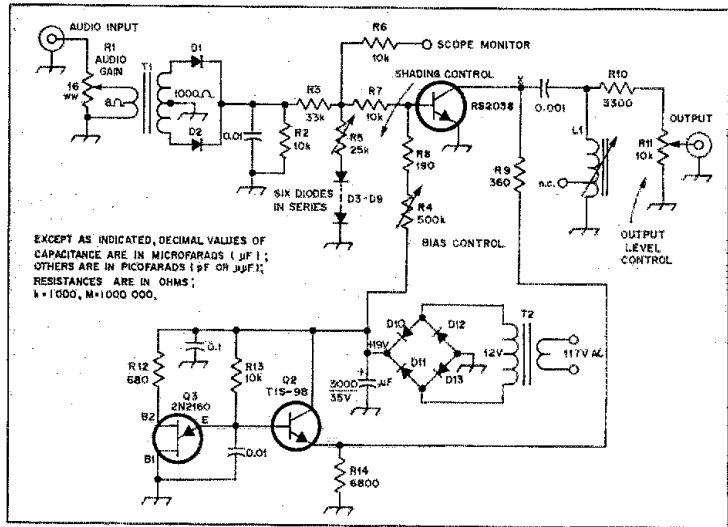 AUDIO INPUT
R1
AUDIO
GAIN
16
WW
8Ω
T1
1000Ω
D1
D2
0.01
R2
10k
R3
33k
R6
10k
SCOPE MONITOR
R7
10k
R5
25k
SIX DIODES
IN SERIES
D3-D9
SHADING CONTROL
RS2038
R8
190
R4
500k
BIAS CONTROL
0.001
R9
360
L1
n.c.
R10
3300
OUTPUT
R11
10k
OUTPUT
LEVEL
CONTROL
EXCEPT AS INDICATED, DECIMAL VALUES OF
CAPACITANCE ARE IN MICROFARADS (µF);
OTHERS ARE IN PICOFARADS (pF OR µµF);
RESISTANCES ARE IN OHMS;
k=1000, M=1000 000.
R12
680
0.1
R13
10k
Q3
2N2160
B2
E
B1
0.01
Q2
TIS-98
+19V
3000
35V
+
µF
D10
D12
D11
D13
12V
T2
117V AC
R14
6800